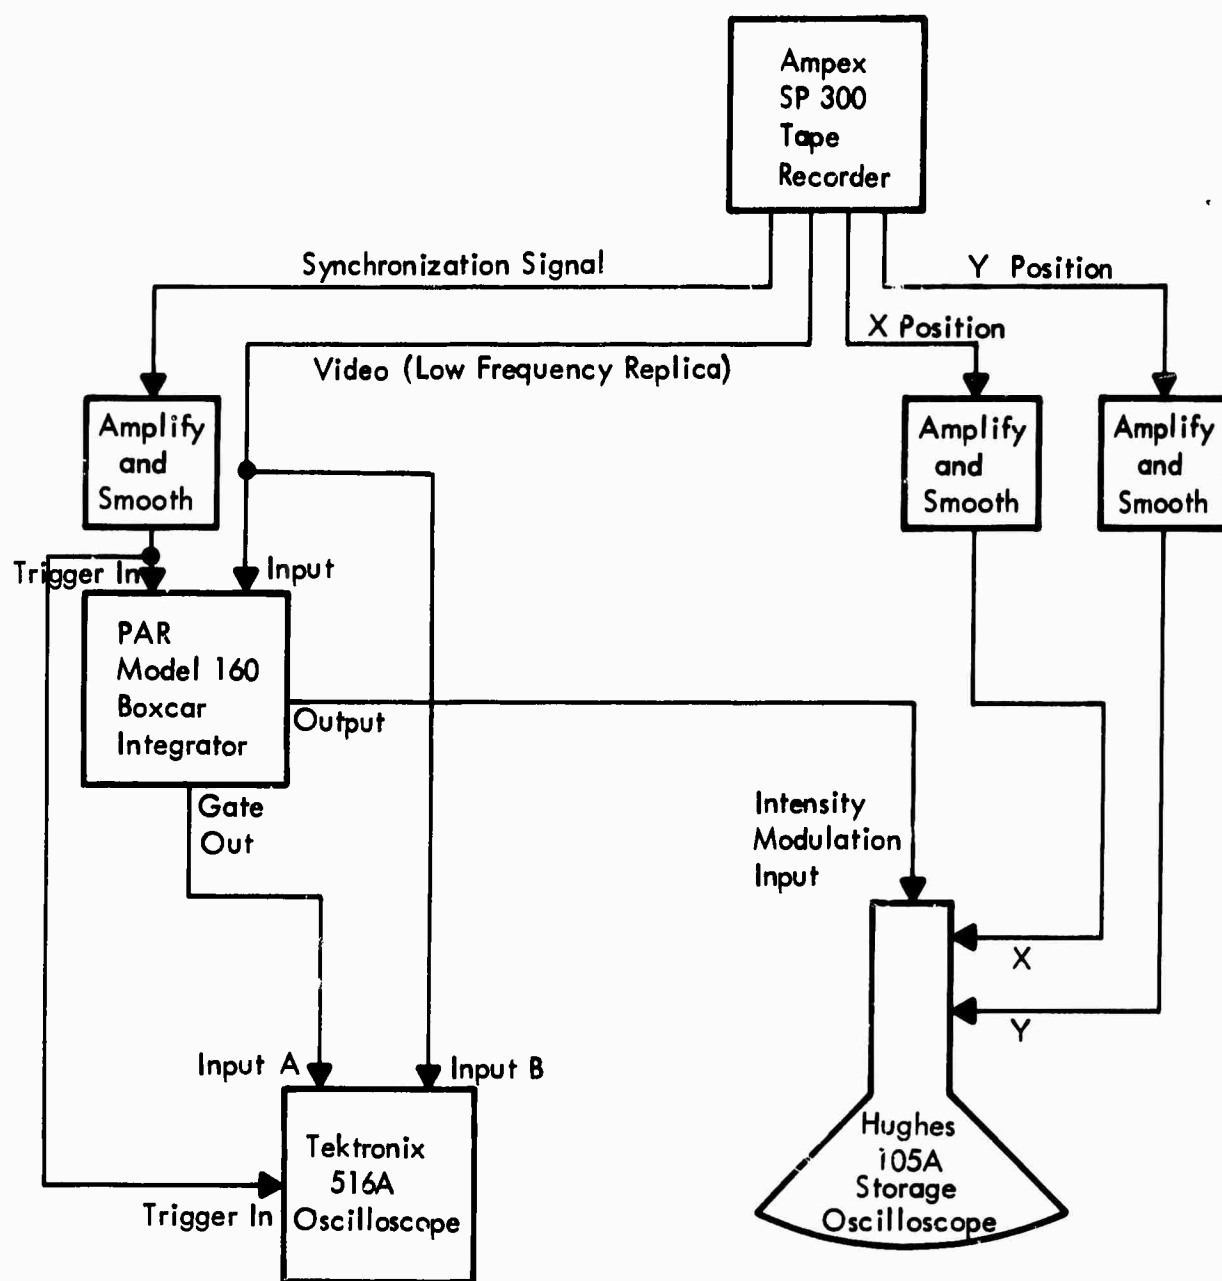 Ampex
SP 300
Tape
Recorder
Synchronization Signal
Y Position
X Position
Video (Low Frequency Replica)
Amplify
and
Smooth
Amplify
and
Smooth
Amplify
and
Smooth
Trigger In
Input
PAR
Model 160
Boxcar
Integrator
Output
Gate
Out
Intensity
Modulation
Input
X
Y
Input A
Input B
Tektronix
516A
Oscilloscope
Trigger In
Hughes
105A
Storage
Oscilloscope